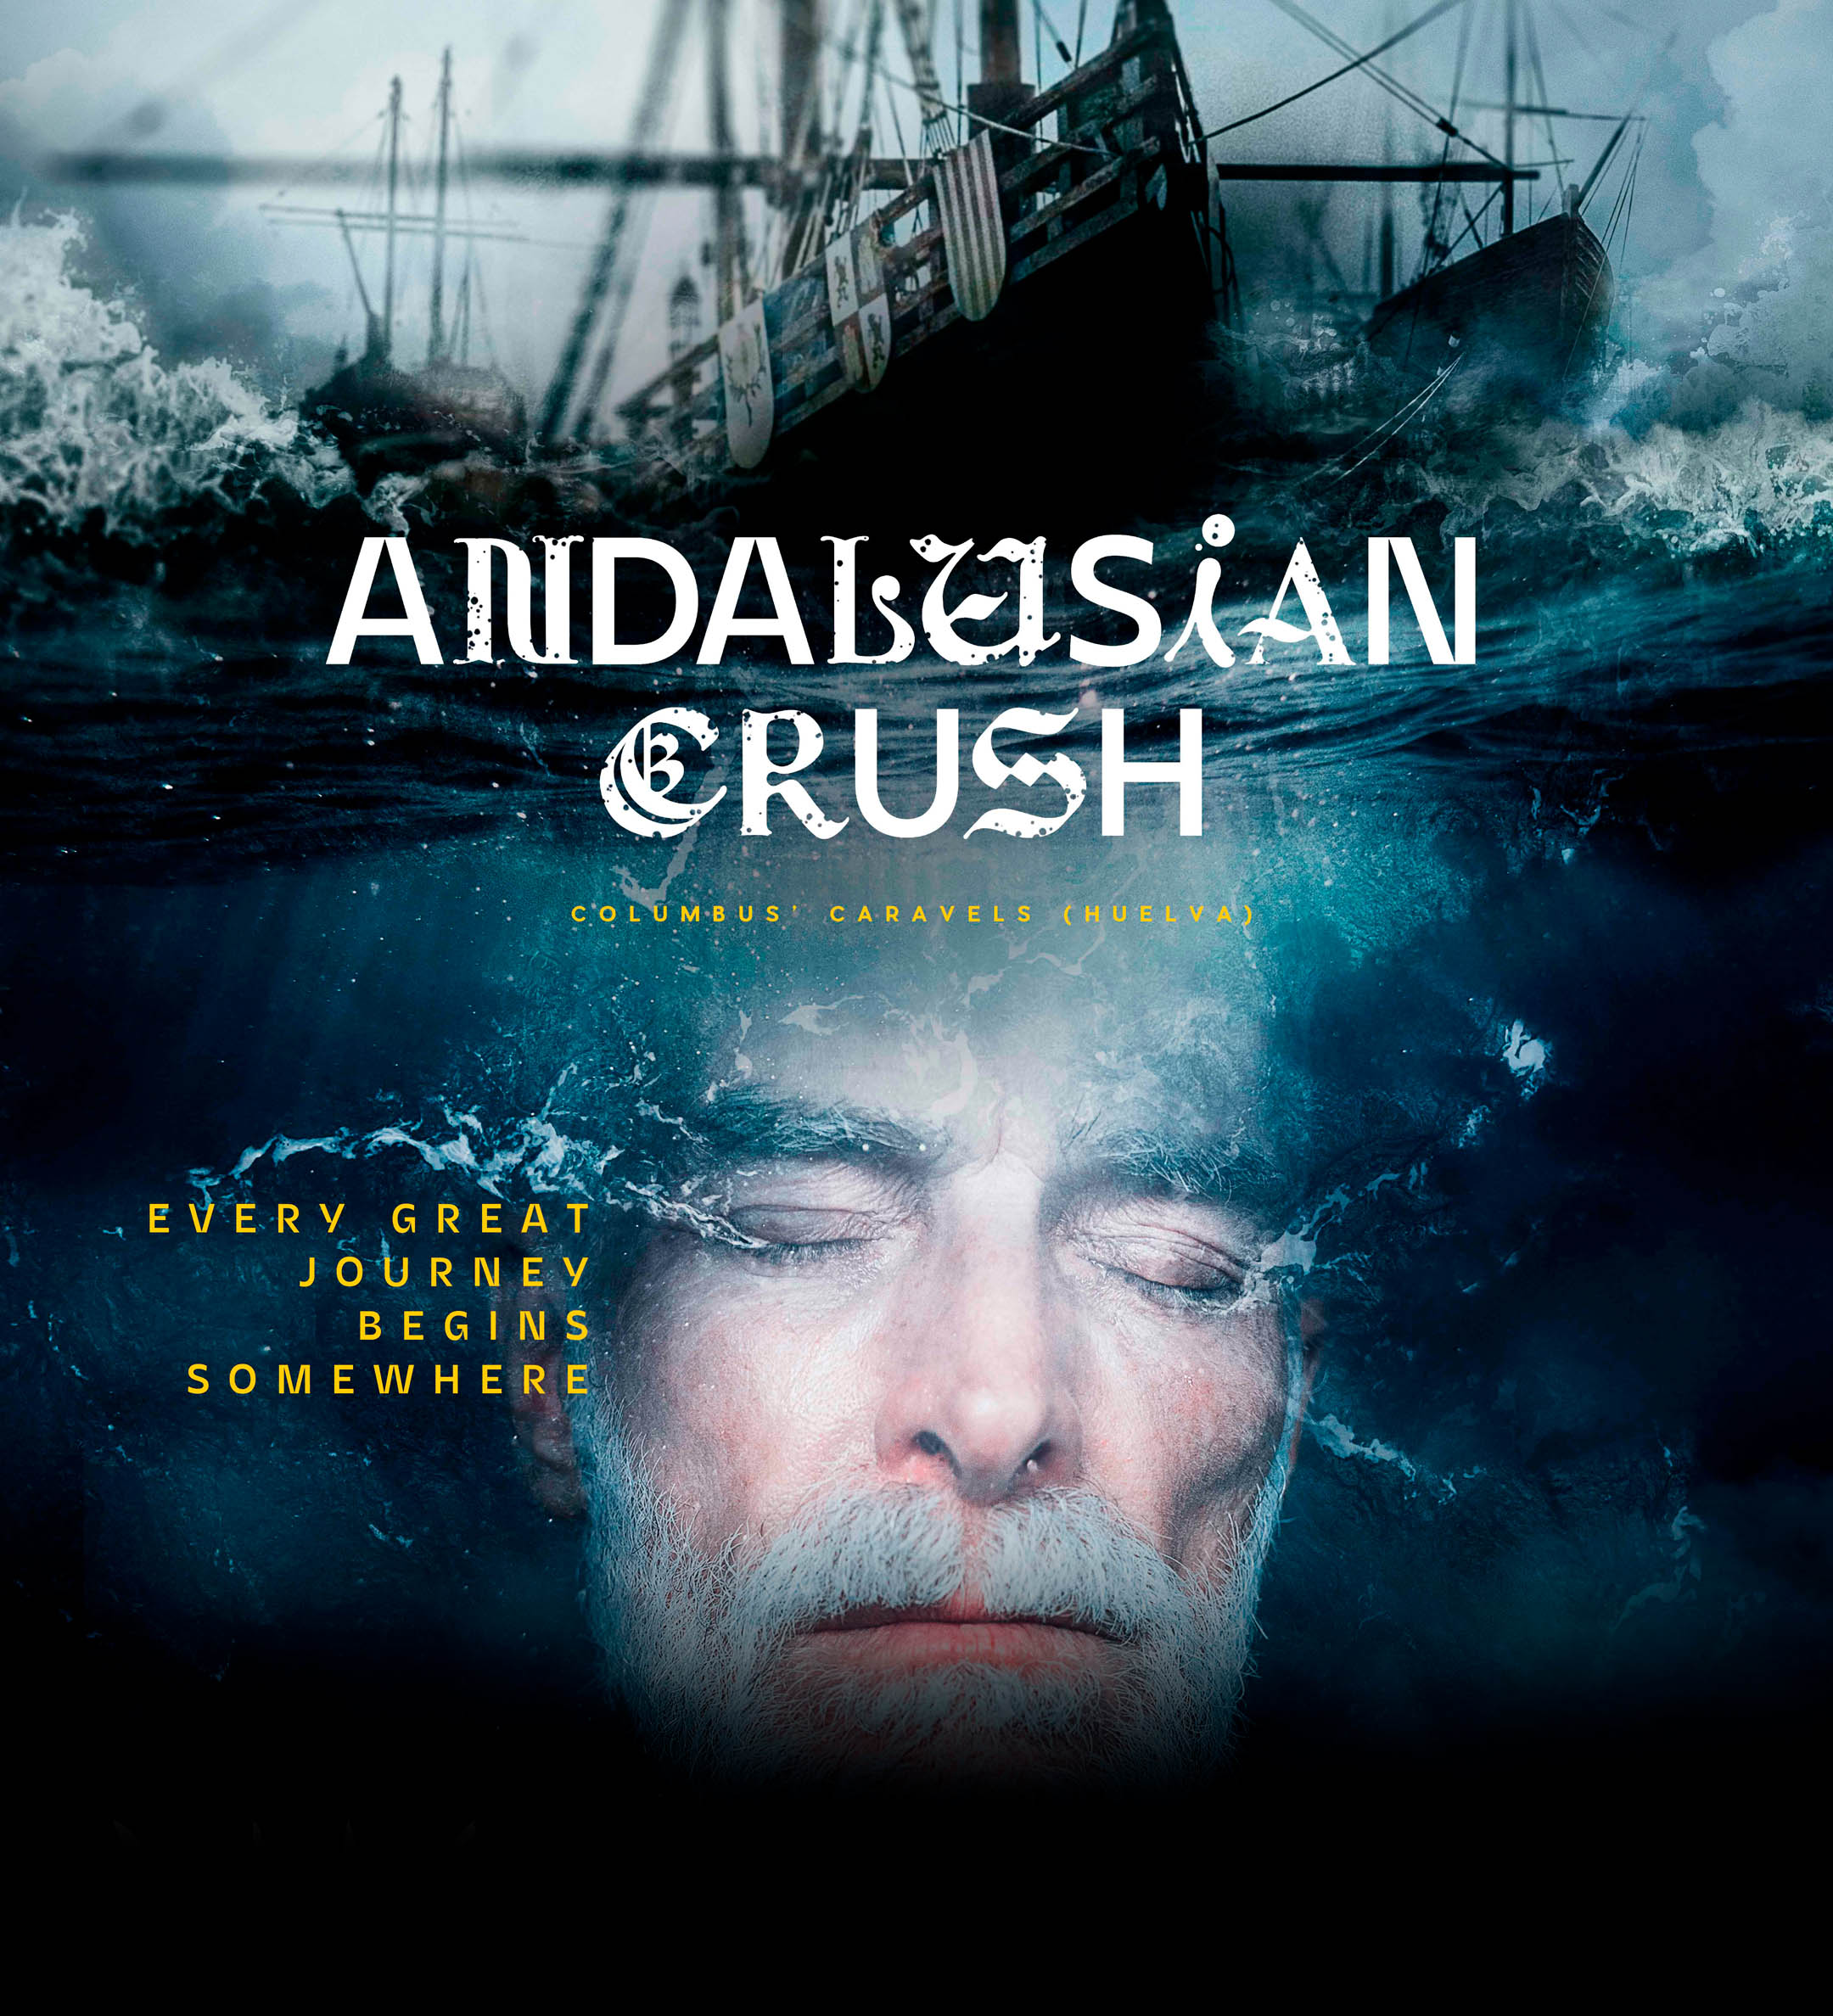 ANDALUSiAN
CRUSH
COLUMBUS' CARAVELS (HUELVA)
EVERY GREAT
JOURNEY
BEGINS
SOMEWHERE